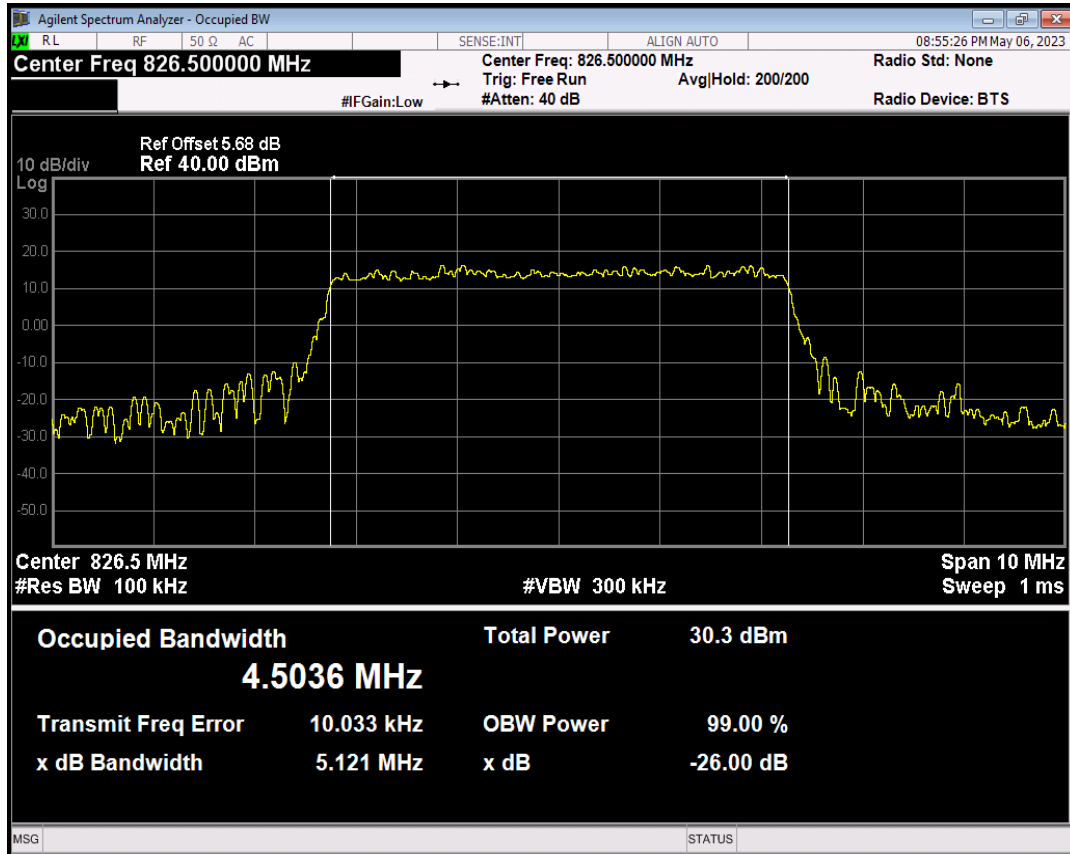 Agilent Spectrum Analyzer - Occupied BW
LXI RL RF 50 Ω AC SENSE:INT ALIGN AUTO 08:55:26 PM May 06, 2023
Center Freq 826.500000 MHz Center Freq: 826.500000 MHz Radio Std: None
Trig: Free Run Avg|Hold: 200/200
#IFGain:Low #Atten: 40 dB Radio Device: BTS
Ref Offset 5.68 dB
10 dB/div Ref 40.00 dBm
Log
30.0
20.0
10.0
0.00
-10.0
-20.0
-30.0
-40.0
-50.0
Center 826.5 MHz Span 10 MHz
#Res BW 100 kHz #VBW 300 kHz Sweep 1 ms
Occupied Bandwidth Total Power 30.3 dBm
4.5036 MHz
Transmit Freq Error 10.033 kHz OBW Power 99.00 %
x dB Bandwidth 5.121 MHz x dB -26.00 dB
MSG STATUS